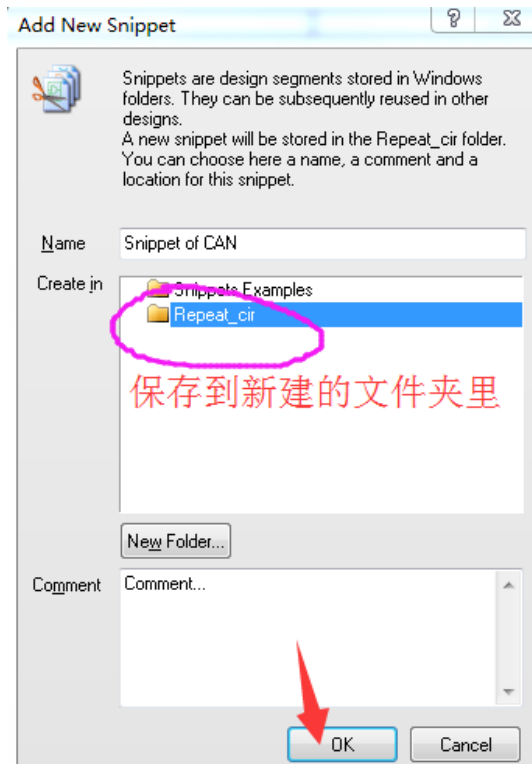 Add New Snippet
Snippets are design segments stored in Windows
folders. They can be subsequently reused in other
designs.
A new snippet will be stored in the Repeat_cir folder.
You can choose here a name, a comment and a
location for this snippet.
Name
Snippet of CAN
Create in
Snippets Examples
Repeat_cir
保存到新建的文件夹里
New Folder...
Comment
Comment...
OK
Cancel